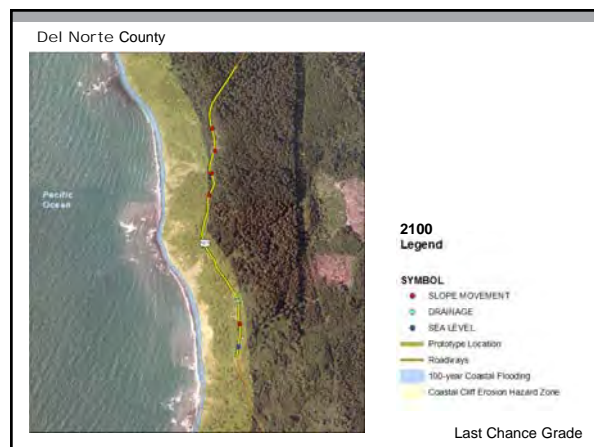 Del Norte County
Pacific
Ocean
101
2100
Legend
SYMBOL
SLOPE MOVEMENT
DRAINAGE
SEA LEVEL
Prototype Location
Roadways
100-year Coastal Flooding
Coastal Cliff Erosion Hazard Zone
Last Chance Grade